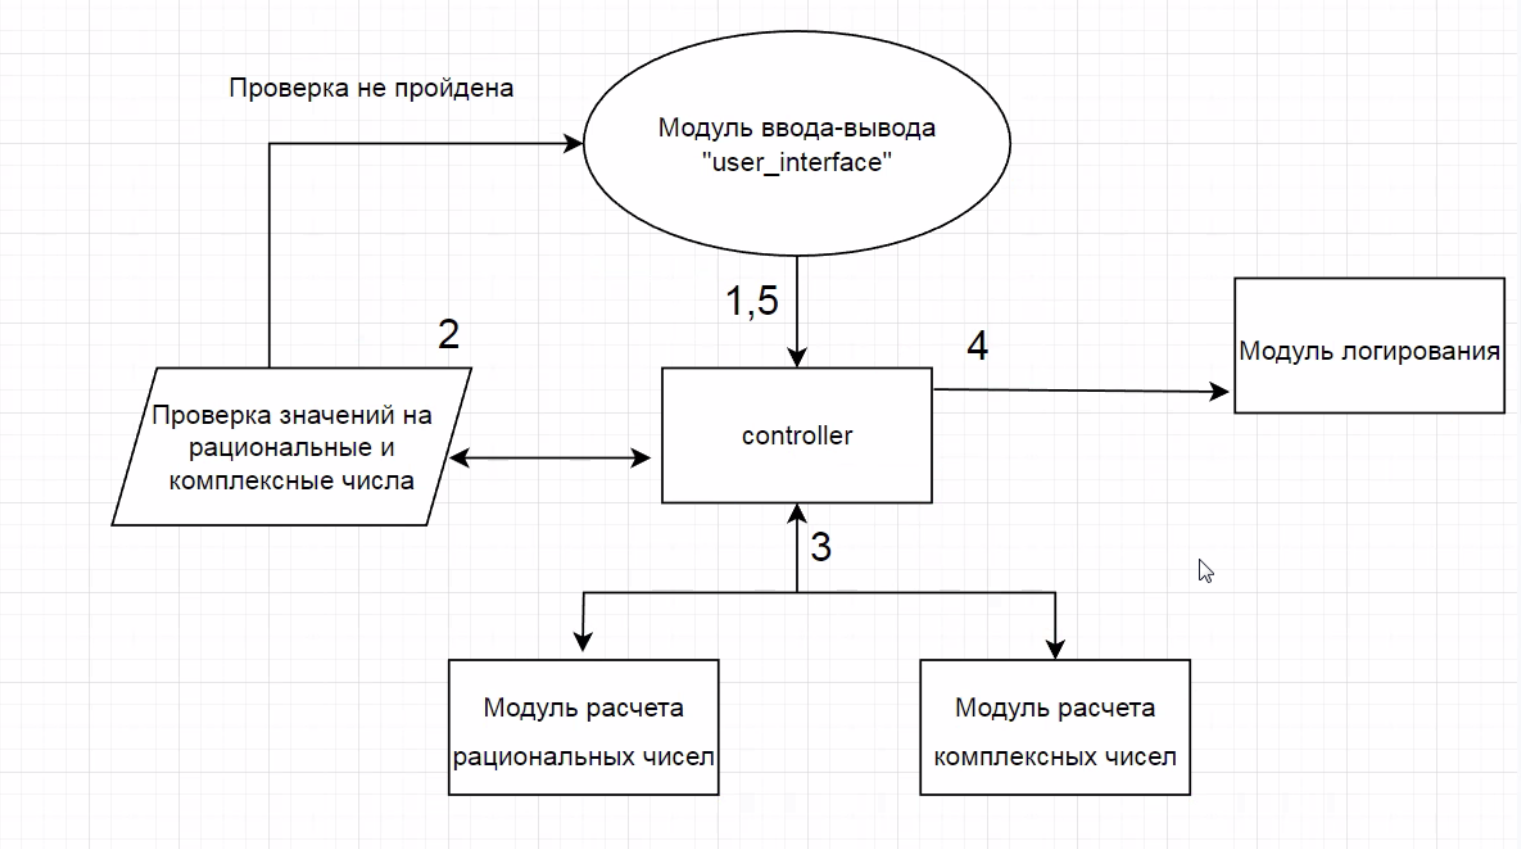 Проверка не пройдена
Модуль ввода-вывода
"user_interface"
1,5
2
4
Модуль логирования
Проверка значений на
рациональные и
комплексные числа
controller
3
Модуль расчета
рациональных чисел
Модуль расчета
комплексных чисел